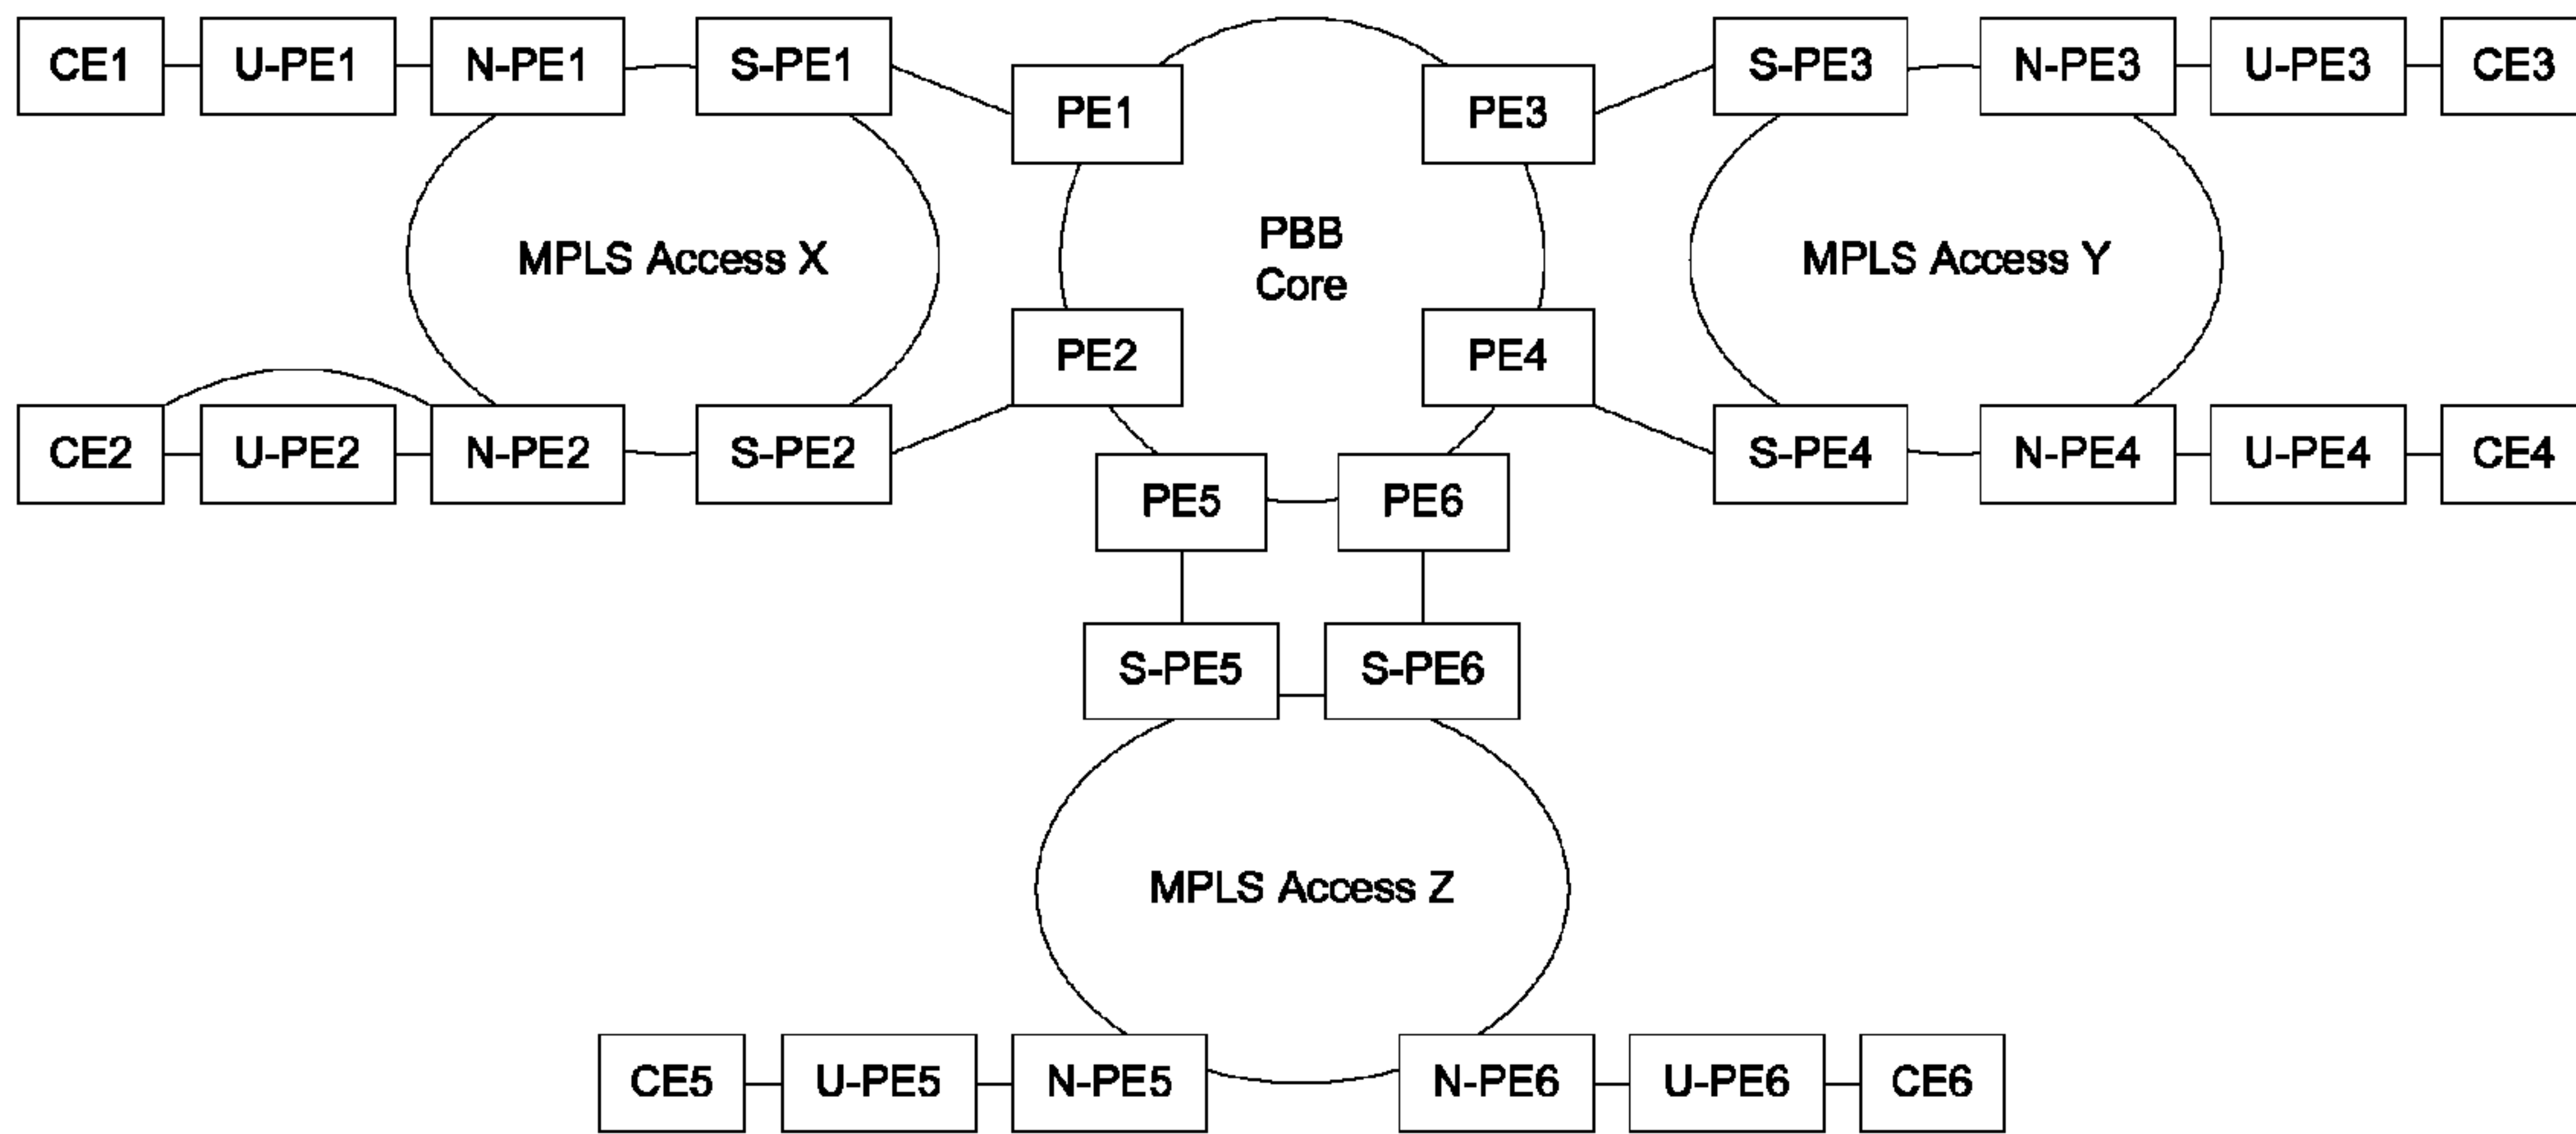 CE1 U-PE1 N-PE1 S-PE1 S-PE3 N-PE3 U-PE3 CE3
PE1 PE3
MPLS Access X PBB MPLS Access Y
Core
PE2 PE4
CE2 U-PE2 N-PE2 S-PE2 S-PE4 N-PE4 U-PE4 CE4
PE5 PE6
S-PE5 S-PE6
MPLS Access Z
CE5 U-PE5 N-PE5 N-PE6 U-PE6 CE6